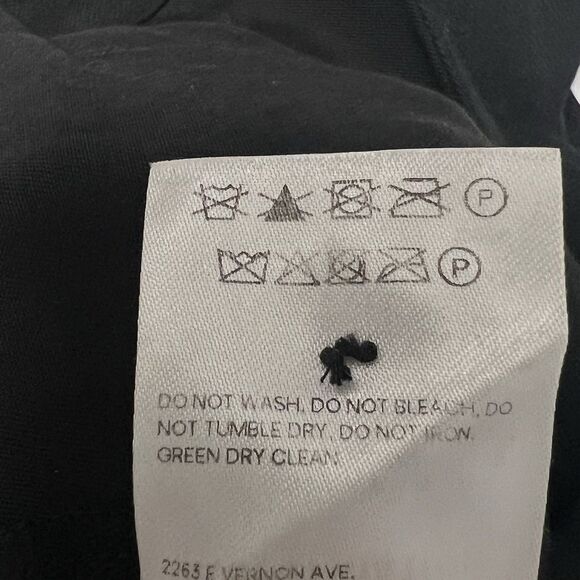 P
P
DO NOT WASH. DO NOT BLEACH, DO
NOT TUMBLE DRY, DO NOT IRON.
GREEN DRY CLEAN
2263 E VERNON AVE.